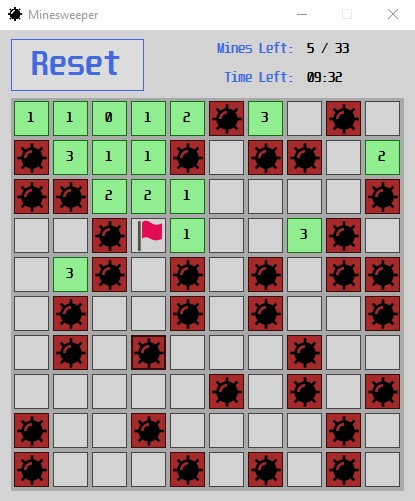 Minesweeper
Reset
Mines Left: 5 / 33
Time Left: 09:32
1 1 0 1 2 3
3 1 1 2
2 2 1
1 3
3